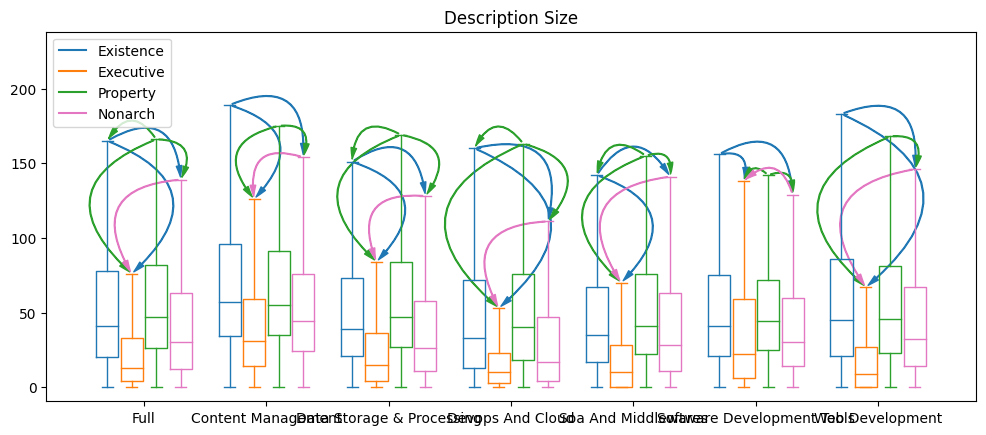 Description Size
Existence
Executive
Property
Nonarch
200
150
100
50
0
Full
Content Management
Data Storage & Processing
Devops And Cloud
Soa And Middleware
Software Development Tools
Web Development